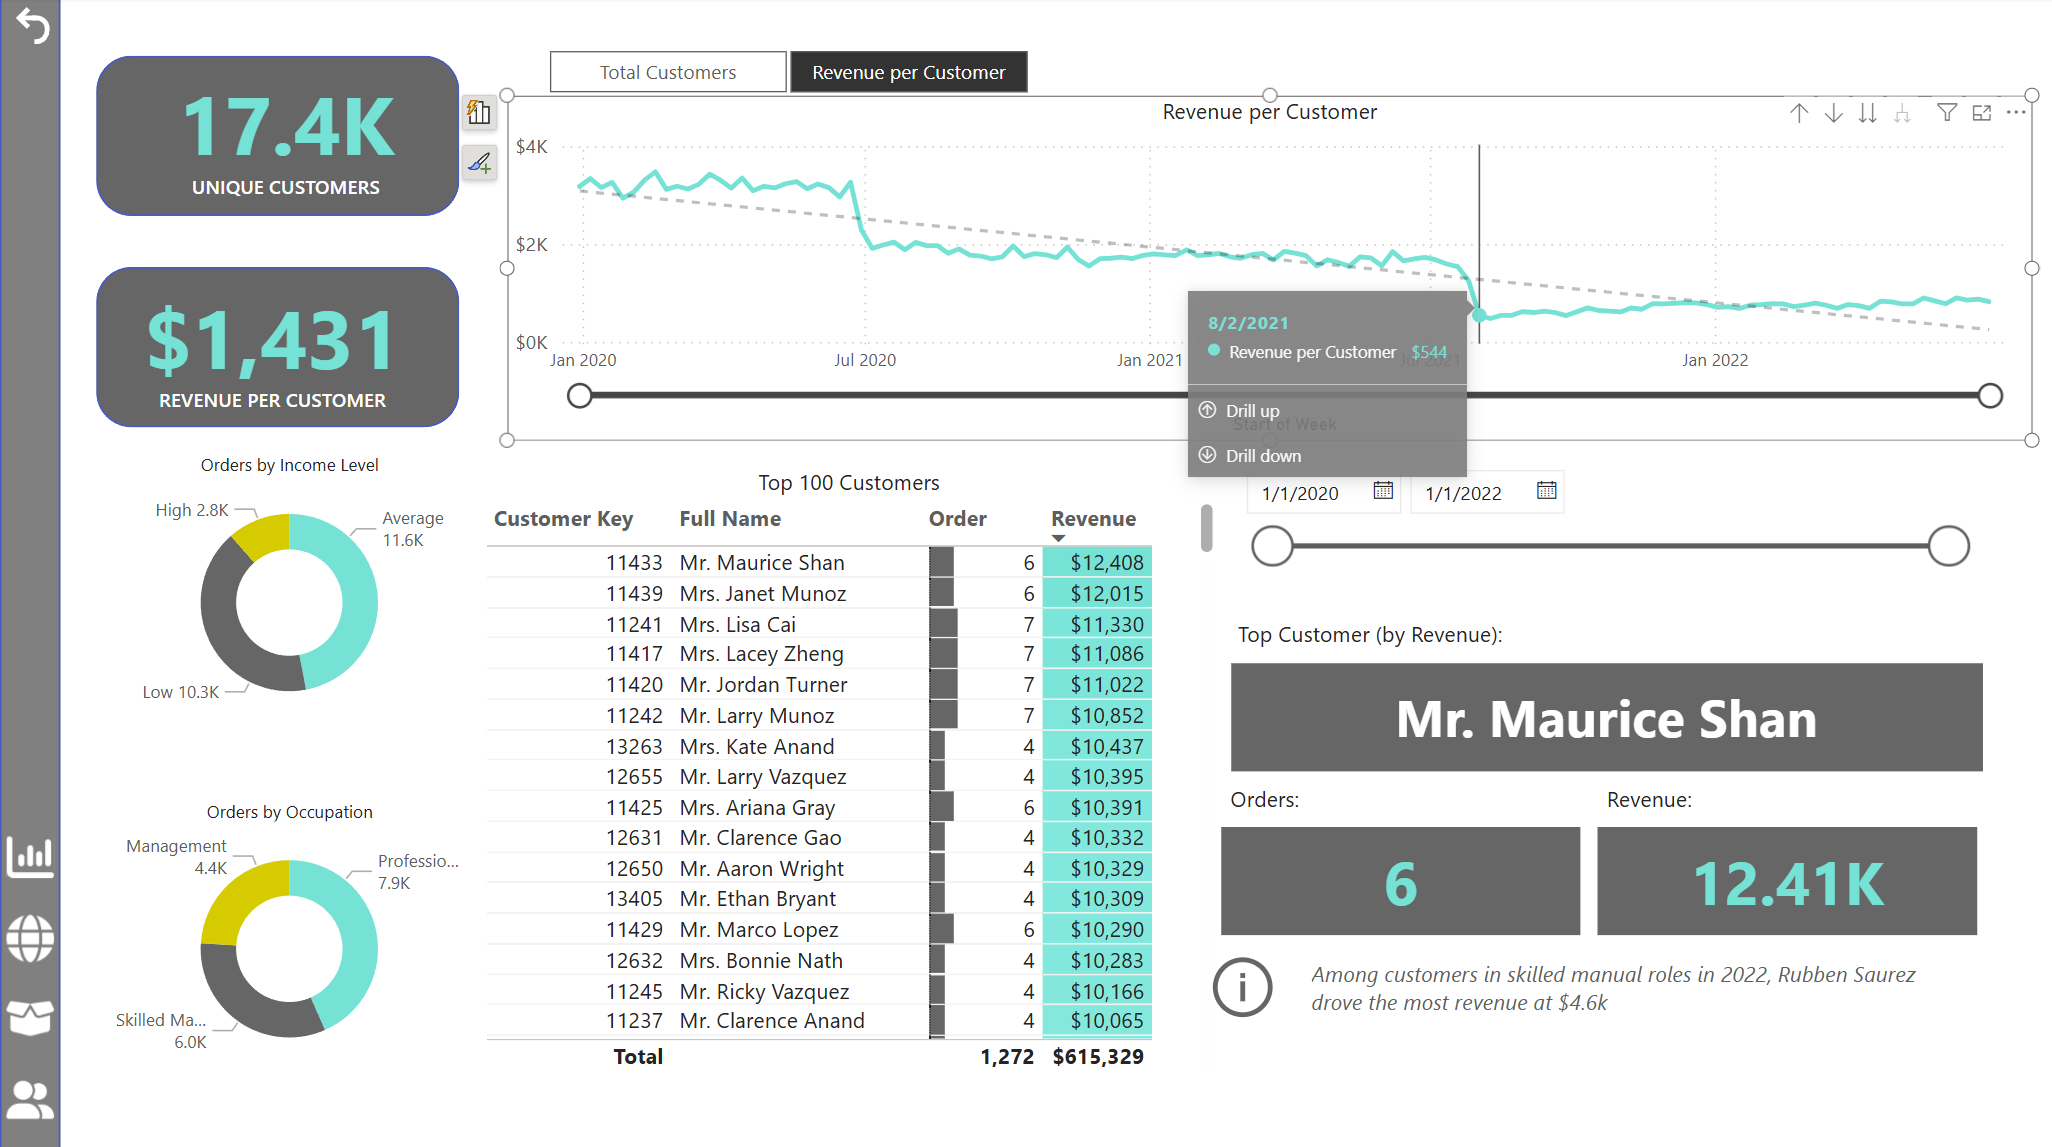 17.4K
UNIQUE CUSTOMERS
$1,431
REVENUE PER CUSTOMER
Total Customers
Revenue per Customer
Revenue per Customer
$4K
$2K
$0K
Jan 2020
Jul 2020
Jan 2021
Jul 2021
Jan 2022
8/2/2021
Revenue per Customer $544
Drill up
Start of Week
Drill down
Orders by Income Level
High 2.8K
Average
11.6K
Low 10.3K
Orders by Occupation
Management
4.4K
Professio...
7.9K
Skilled Ma...
6.0K
Top 100 Customers
Customer Key Full Name Order Revenue
11433 Mr. Maurice Shan 6 $12,408
11439 Mrs. Janet Munoz 6 $12,015
11241 Mrs. Lisa Cai 7 $11,330
11417 Mrs. Lacey Zheng 7 $11,086
11420 Mr. Jordan Turner 7 $11,022
11242 Mr. Larry Munoz 7 $10,852
13263 Mrs. Kate Anand 4 $10,437
12655 Mr. Larry Vazquez 4 $10,395
11425 Mrs. Ariana Gray 6 $10,391
12631 Mr. Clarence Gao 4 $10,332
12650 Mr. Aaron Wright 4 $10,329
13405 Mr. Ethan Bryant 4 $10,309
11429 Mr. Marco Lopez 6 $10,290
12632 Mrs. Bonnie Nath 4 $10,283
11245 Mr. Ricky Vazquez 4 $10,166
11237 Mr. Clarence Anand 4 $10,065
Total 1,272 $615,329
1/1/2020
1/1/2022
Top Customer (by Revenue):
Mr. Maurice Shan
Orders:
Revenue:
6
12.41K
Among customers in skilled manual roles in 2022, Rubben Saurez
drove the most revenue at $4.6k